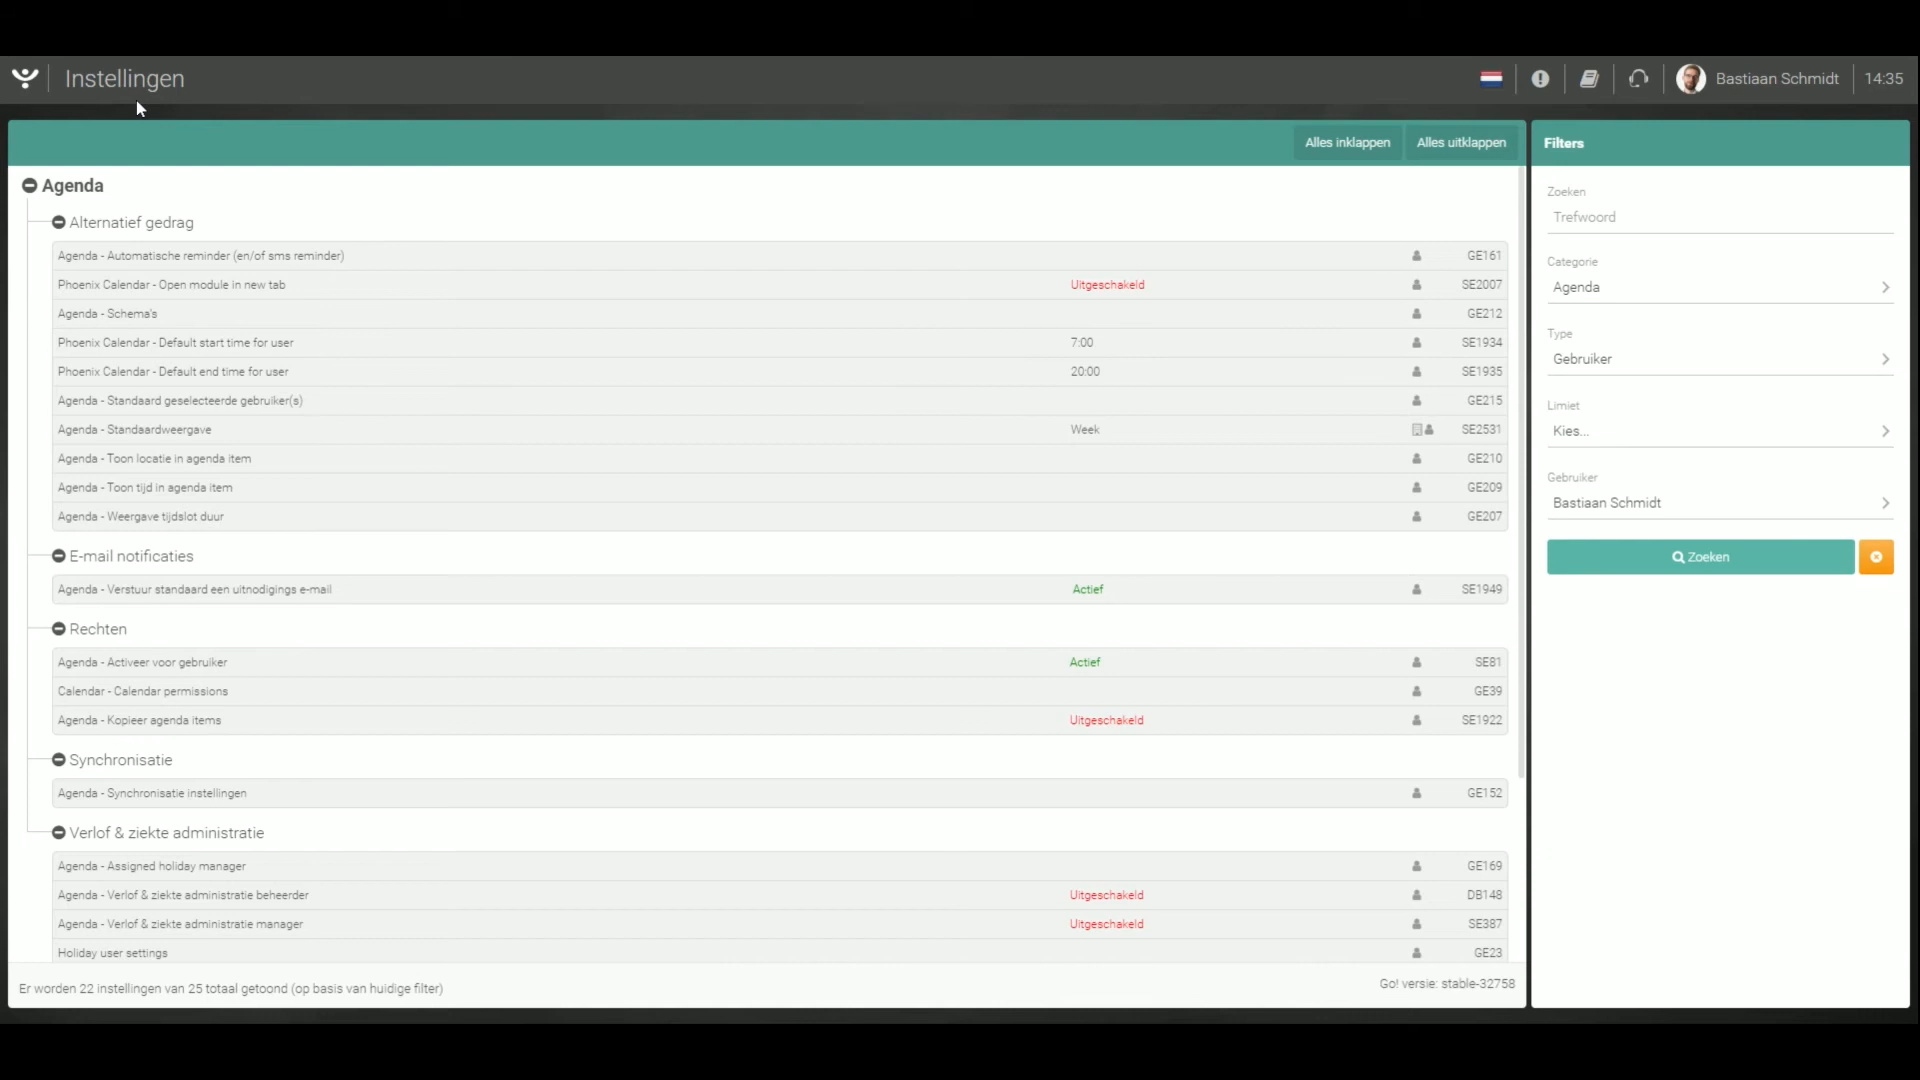 Instellingen
Bastiaan Schmidt
14:35
Alles inklappen
Alles uitklappen
Agenda
Alternatief gedrag
Agenda - Automatische reminder (en/of sms reminder) GE161
Phoenix Calendar - Open module in new tab Uitgeschakeld SE2007
Agenda - Schema's GE212
Phoenix Calendar - Default start time for user 7:00 SE1934
Phoenix Calendar - Default end time for user 20:00 SE1935
Agenda - Standaard geselecteerde gebruiker(s) GE215
Agenda - Standaardweergave Week SE2531
Agenda - Toon locatie in agenda item GE210
Agenda - Toon tijd in agenda item GE209
Agenda - Weergave tijdslot duur GE207
E-mail notificaties
Agenda - Verstuur standaard een uitnodigings e-mail Actief SE1949
Rechten
Agenda - Activeer voor gebruiker Actief SE81
Calendar - Calendar permissions GE39
Agenda - Kopieer agenda items Uitgeschakeld SE1922
Synchronisatie
Agenda - Synchronisatie instellingen GE152
Verlof & ziekte administratie
Agenda - Assigned holiday manager GE169
Agenda - Verlof & ziekte administratie beheerder Uitgeschakeld DB148
Agenda - Verlof & ziekte administratie manager Uitgeschakeld SE387
Holiday user settings GE23
Er worden 22 instellingen van 25 totaal getoond (op basis van huidige filter)
Go! versie: stable-32758
Filters
Zoeken
Trefwoord
Categorie
Agenda
Type
Gebruiker
Limiet
Kies...
Gebruiker
Bastiaan Schmidt
Zoeken